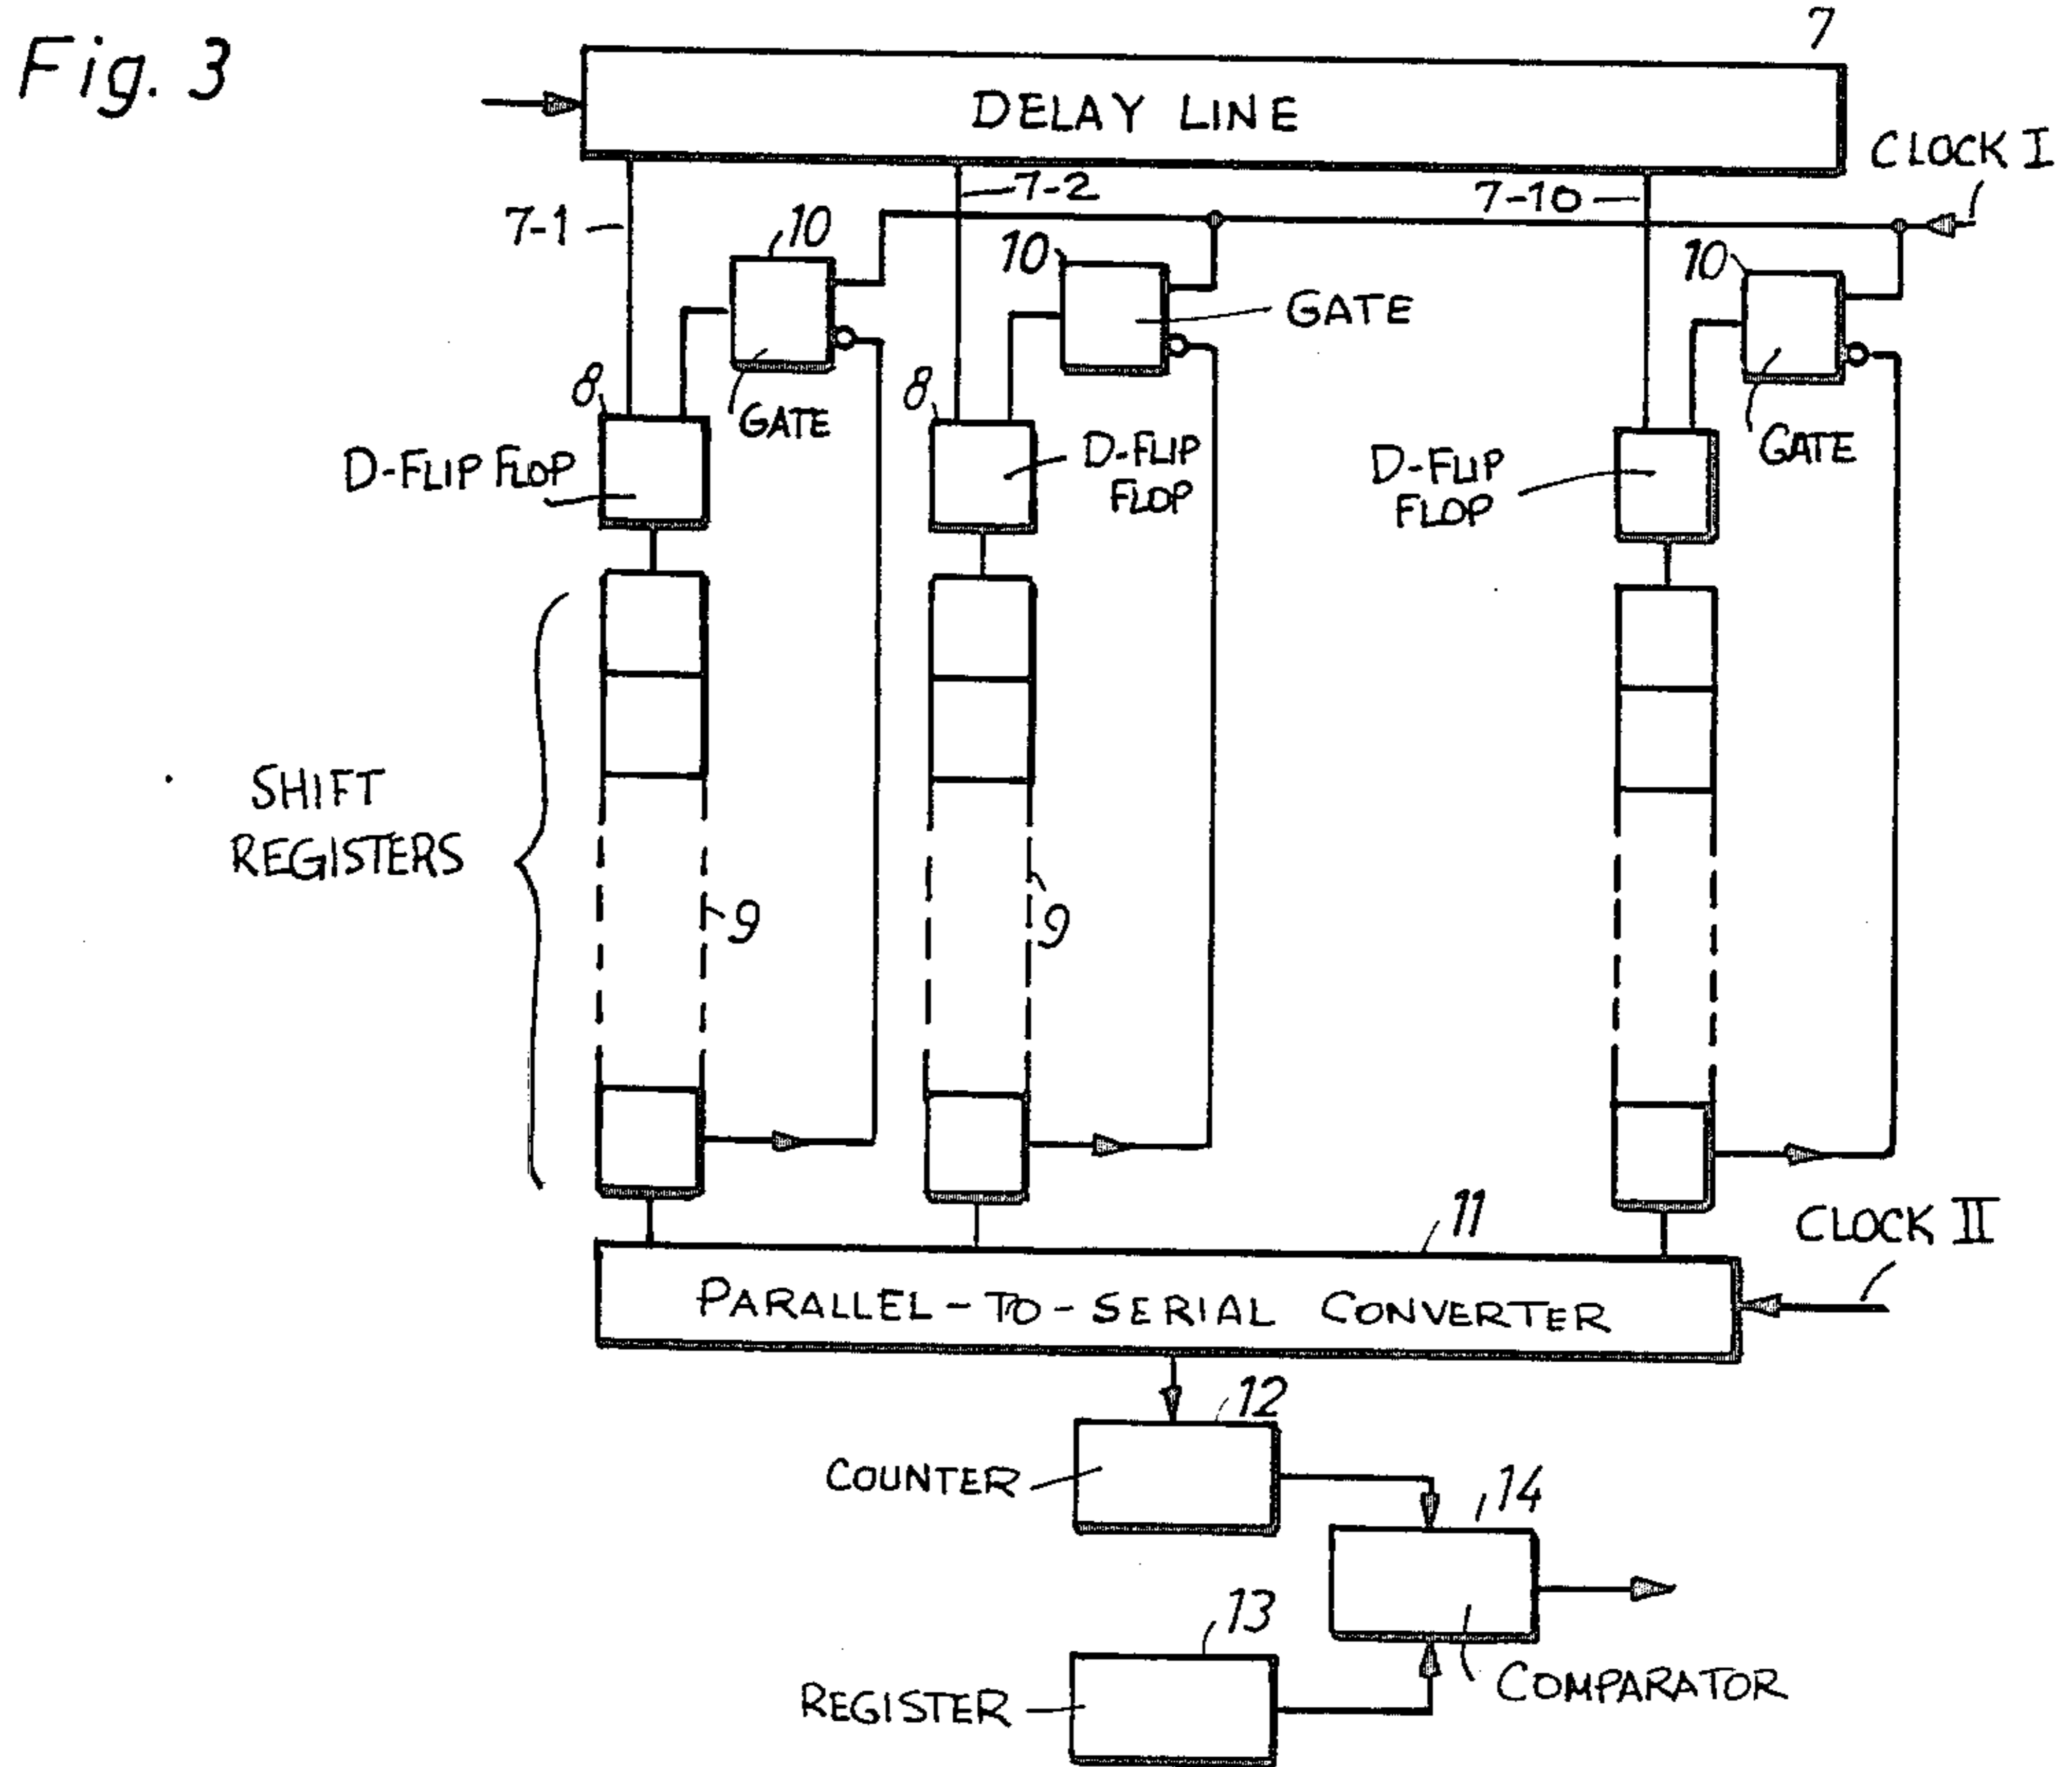 Fig. 3
7
DELAY LINE
CLOCK I
7-1
7-2
7-10
10
10
10
GATE
GATE
GATE
8
8
D-FLIP FLOP
D-FLIP
FLOP
D-FLIP
FLOP
SHIFT
REGISTERS
9
9
11
CLOCK II
PARALLEL-TO-SERIAL CONVERTER
12
COUNTER
14
13
REGISTER
COMPARATOR